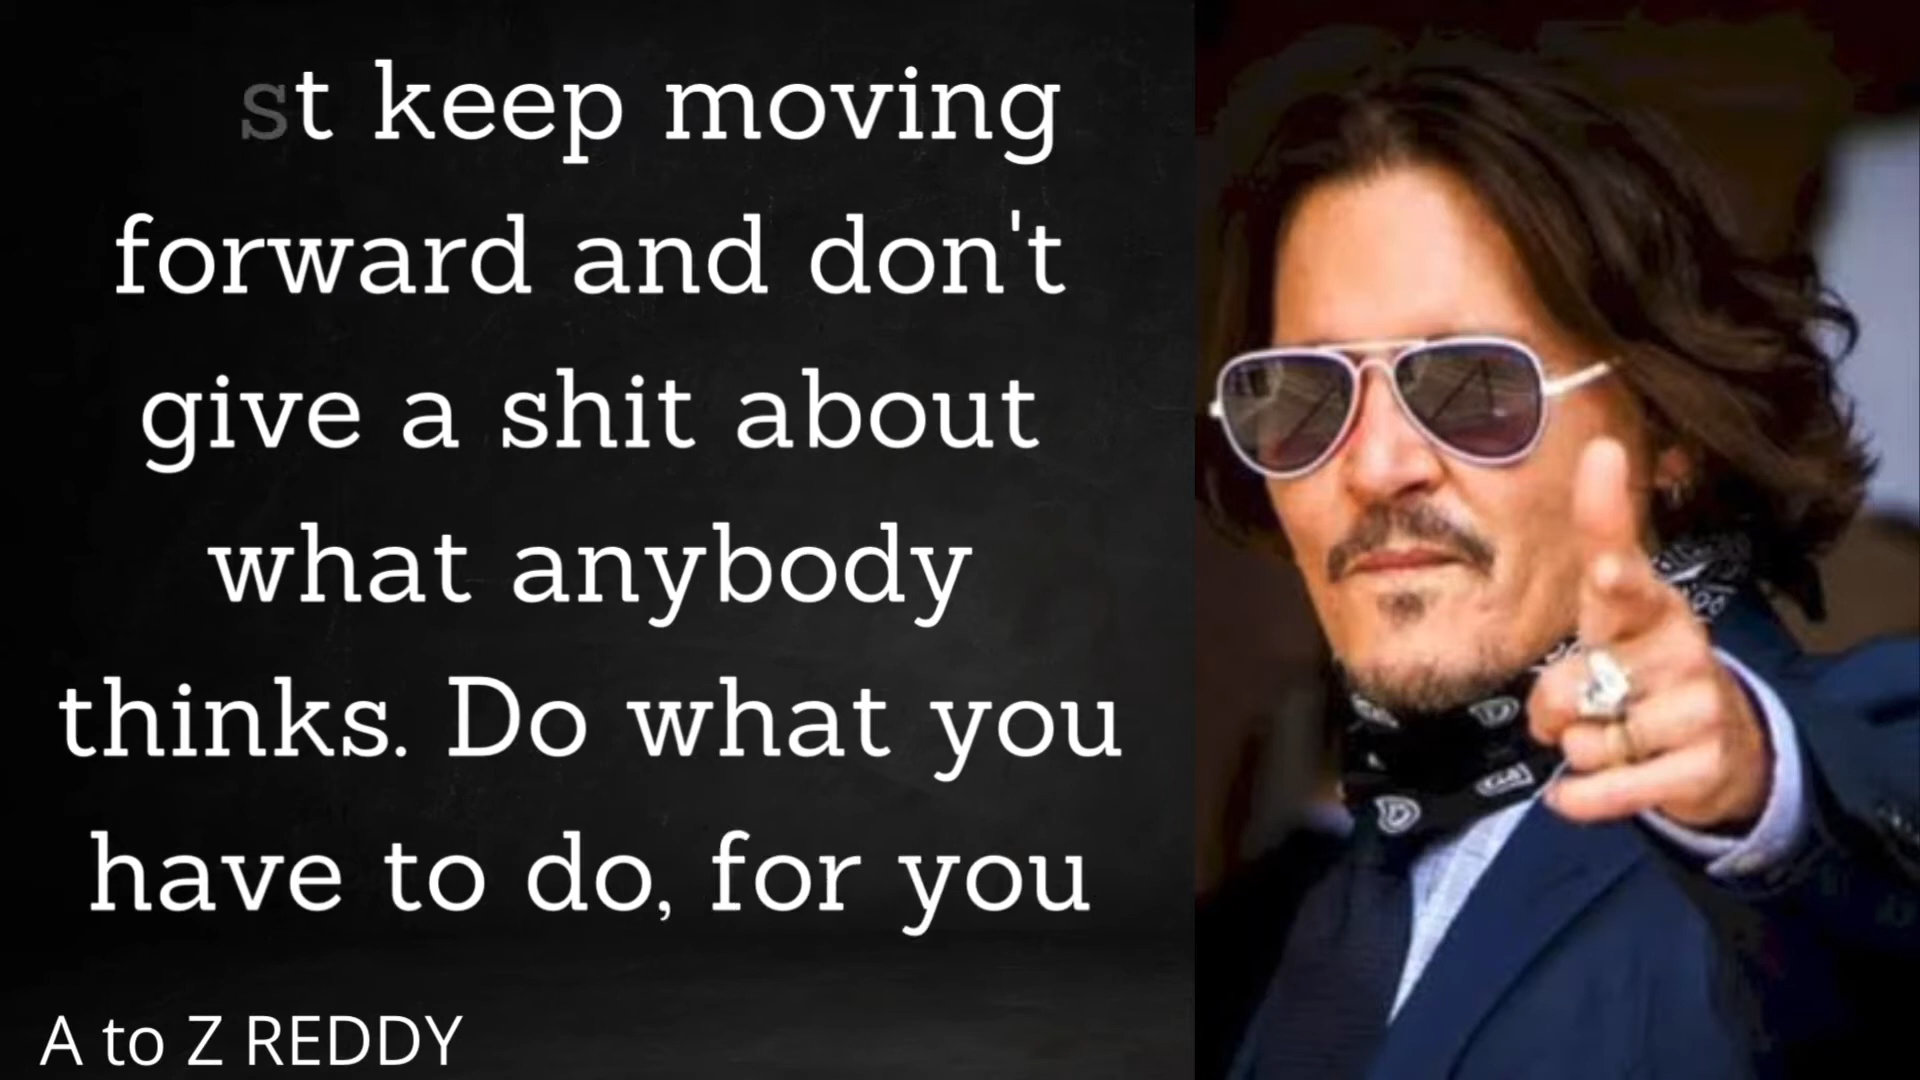 st keep moving
forward and don't
give a shit about
what anybody
thinks. Do what you
have to do, for you
A to Z REDDY